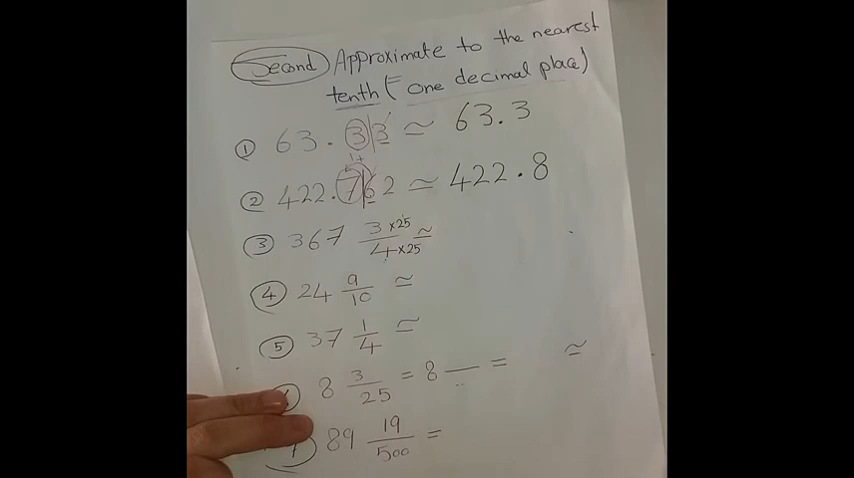 Second Approximate to the nearest
tenth (= one decimal place)
① 63.33 ≃ 63.3
1+
② 422.762 ≃ 422.8
③ 367 3×25/4×25 ≃
④ 24 9/10 ≃
⑤ 37 1/4 ≃
8 3/25 = 8 — = ≃
89 19/500 =